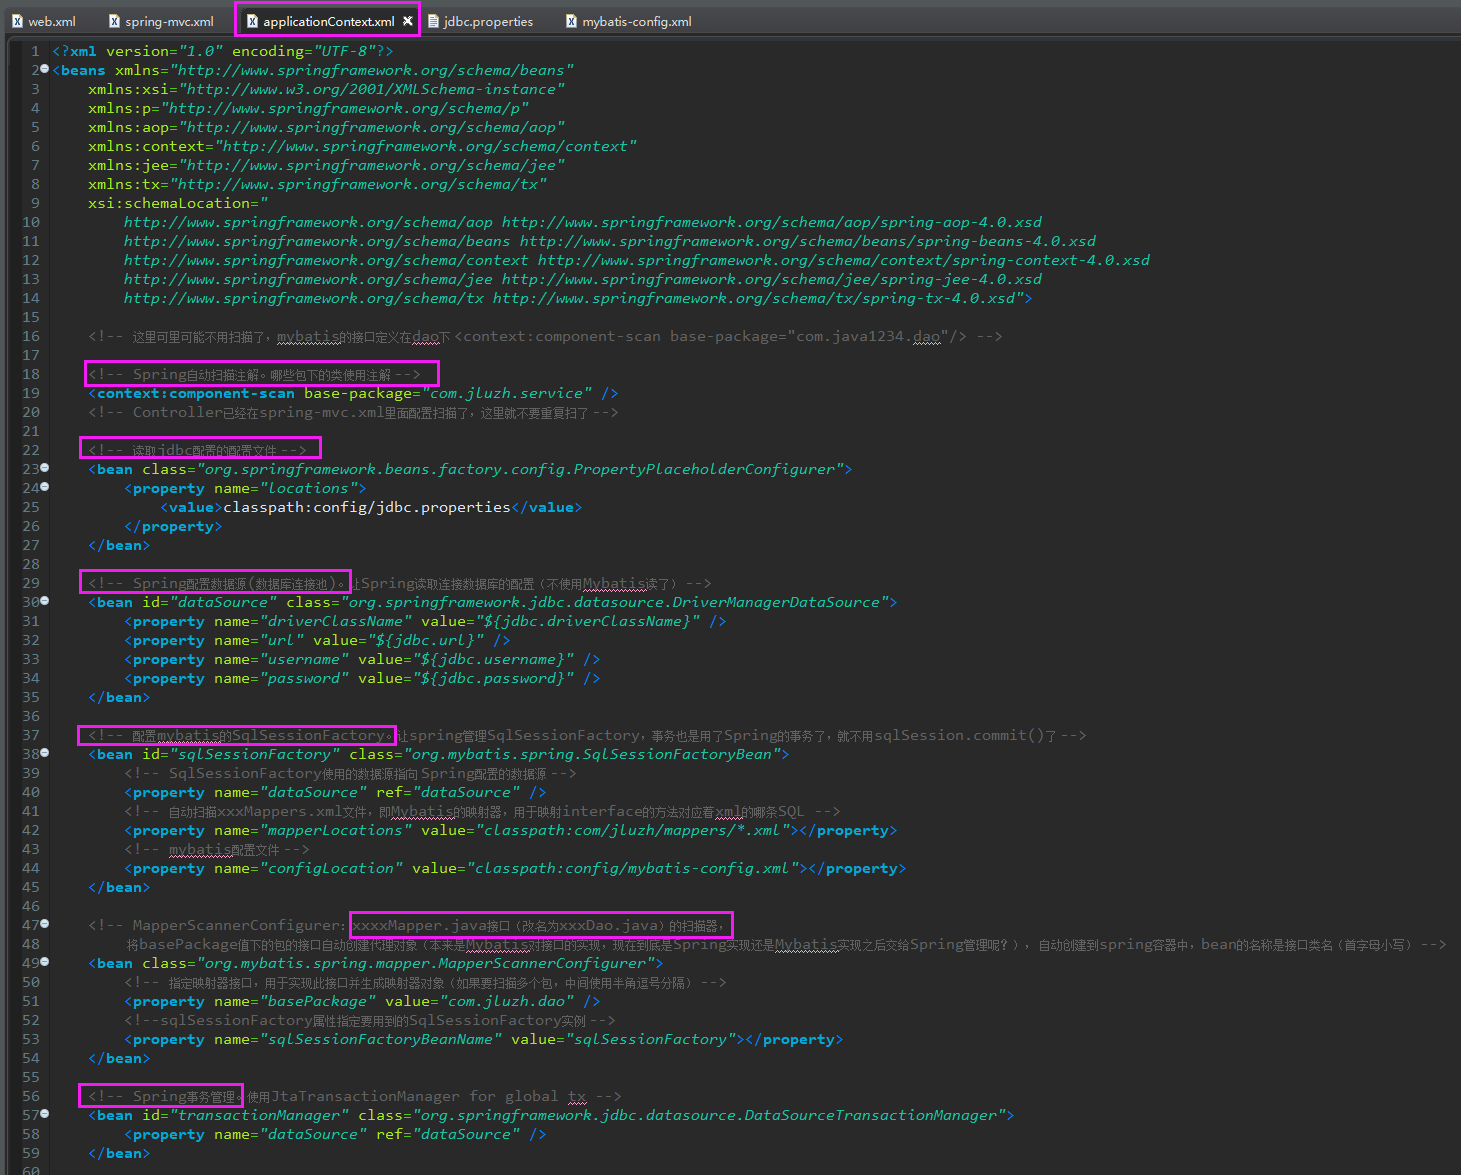 web.xml spring-mvc.xml applicationContext.xml jdbc.properties mybatis-config.xml
1 <?xml version="1.0" encoding="UTF-8"?>
2 <beans xmlns="http://www.springframework.org/schema/beans"
3 xmlns:xsi="http://www.w3.org/2001/XMLSchema-instance"
4 xmlns:p="http://www.springframework.org/schema/p"
5 xmlns:aop="http://www.springframework.org/schema/aop"
6 xmlns:context="http://www.springframework.org/schema/context"
7 xmlns:jee="http://www.springframework.org/schema/jee"
8 xmlns:tx="http://www.springframework.org/schema/tx"
9 xsi:schemaLocation="
10 http://www.springframework.org/schema/aop http://www.springframework.org/schema/aop/spring-aop-4.0.xsd
11 http://www.springframework.org/schema/beans http://www.springframework.org/schema/beans/spring-beans-4.0.xsd
12 http://www.springframework.org/schema/context http://www.springframework.org/schema/context/spring-context-4.0.xsd
13 http://www.springframework.org/schema/jee http://www.springframework.org/schema/jee/spring-jee-4.0.xsd
14 http://www.springframework.org/schema/tx http://www.springframework.org/schema/tx/spring-tx-4.0.xsd">
15
16 <!-- 这里可里可能不用扫描了，mybatis的接口定义在dao下 <context:component-scan base-package="com.java1234.dao"/> -->
17
18 <!-- Spring自动扫描注解。哪些包下的类使用注解 -->
19 <context:component-scan base-package="com.jluzh.service" />
20 <!-- Controller已经在spring-mvc.xml里面配置扫描了，这里就不要重复扫了 -->
21
22 <!-- 读取jdbc配置的配置文件 -->
23 <bean class="org.springframework.beans.factory.config.PropertyPlaceholderConfigurer">
24 <property name="locations">
25 <value>classpath:config/jdbc.properties</value>
26 </property>
27 </bean>
28
29 <!-- Spring配置数据源(数据库连接池)。让Spring读取连接数据库的配置（不使用Mybatis读了） -->
30 <bean id="dataSource" class="org.springframework.jdbc.datasource.DriverManagerDataSource">
31 <property name="driverClassName" value="${jdbc.driverClassName}" />
32 <property name="url" value="${jdbc.url}" />
33 <property name="username" value="${jdbc.username}" />
34 <property name="password" value="${jdbc.password}" />
35 </bean>
36
37 <!-- 配置mybatis的SqlSessionFactory。让spring管理SqlSessionFactory，事务也是用了Spring的事务了，就不用sqlSession.commit()了 -->
38 <bean id="sqlSessionFactory" class="org.mybatis.spring.SqlSessionFactoryBean">
39 <!-- SqlSessionFactory使用的数据源指向 Spring配置的数据源 -->
40 <property name="dataSource" ref="dataSource" />
41 <!-- 自动扫描xxxMappers.xml文件，即Mybatis的映射器，用于映射interface的方法对应着xml的哪条SQL -->
42 <property name="mapperLocations" value="classpath:com/jluzh/mappers/*.xml"></property>
43 <!-- mybatis配置文件 -->
44 <property name="configLocation" value="classpath:config/mybatis-config.xml"></property>
45 </bean>
46
47 <!-- MapperScannerConfigurer：xxxxMapper.java接口（改名为xxxDao.java）的扫描器，
48 将basePackage值下的包的接口自动创建代理对象（本来是Mybatis对接口的实现，现在到底是Spring实现还是Mybatis实现之后交给Spring管理呢？），自动创建到spring容器中，bean的名称是接口类名（首字母小写） -->
49 <bean class="org.mybatis.spring.mapper.MapperScannerConfigurer">
50 <!-- 指定映射器接口，用于实现此接口并生成映射器对象（如果要扫描多个包，中间使用半角逗号分隔） -->
51 <property name="basePackage" value="com.jluzh.dao" />
52 <!--sqlSessionFactory属性指定要用到的SqlSessionFactory实例 -->
53 <property name="sqlSessionFactoryBeanName" value="sqlSessionFactory"></property>
54 </bean>
55
56 <!-- Spring事务管理。使用JtaTransactionManager for global tx -->
57 <bean id="transactionManager" class="org.springframework.jdbc.datasource.DataSourceTransactionManager">
58 <property name="dataSource" ref="dataSource" />
59 </bean>
60